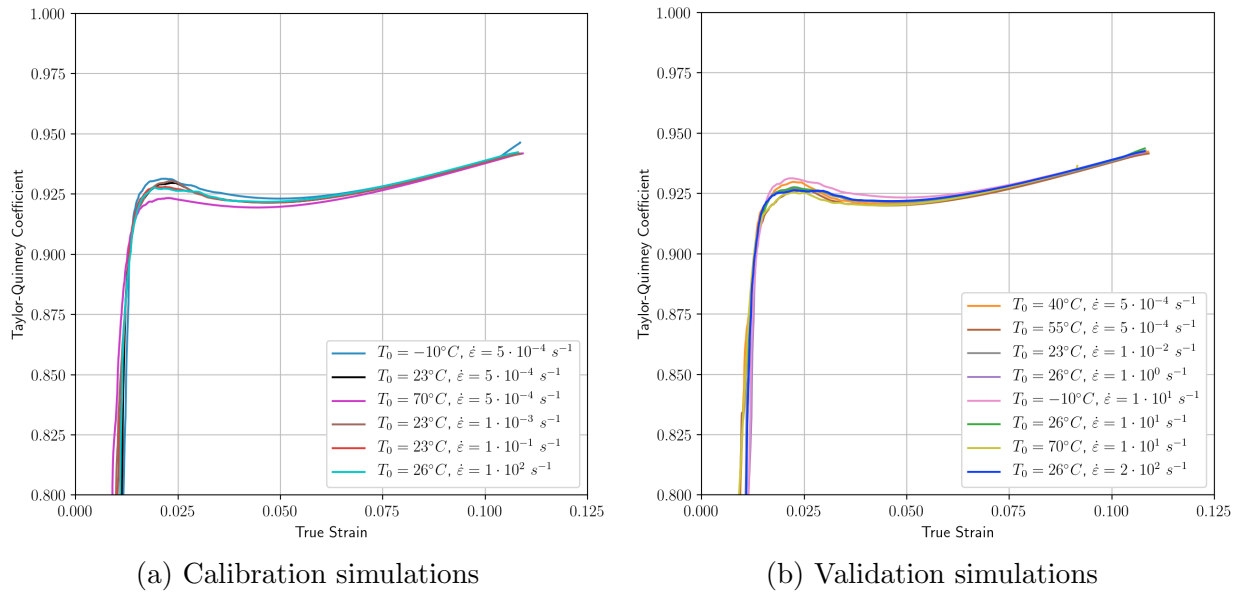 1.000
0.975
0.950
0.925
0.900
0.875
0.850
0.825
0.800
Taylor-Quinney Coefficient
0.000 0.025 0.050 0.075 0.100 0.125
True Strain
T₀ = −10°C, ε̇ = 5 · 10⁻⁴ s⁻¹
T₀ = 23°C, ε̇ = 5 · 10⁻⁴ s⁻¹
T₀ = 70°C, ε̇ = 5 · 10⁻⁴ s⁻¹
T₀ = 23°C, ε̇ = 1 · 10⁻³ s⁻¹
T₀ = 23°C, ε̇ = 1 · 10⁻¹ s⁻¹
T₀ = 26°C, ε̇ = 1 · 10² s⁻¹
(a) Calibration simulations
1.000
0.975
0.950
0.925
0.900
0.875
0.850
0.825
0.800
Taylor-Quinney Coefficient
0.000 0.025 0.050 0.075 0.100 0.125
True Strain
T₀ = 40°C, ε̇ = 5 · 10⁻⁴ s⁻¹
T₀ = 55°C, ε̇ = 5 · 10⁻⁴ s⁻¹
T₀ = 23°C, ε̇ = 1 · 10⁻² s⁻¹
T₀ = 26°C, ε̇ = 1 · 10⁰ s⁻¹
T₀ = −10°C, ε̇ = 1 · 10¹ s⁻¹
T₀ = 26°C, ε̇ = 1 · 10¹ s⁻¹
T₀ = 70°C, ε̇ = 1 · 10¹ s⁻¹
T₀ = 26°C, ε̇ = 2 · 10² s⁻¹
(b) Validation simulations